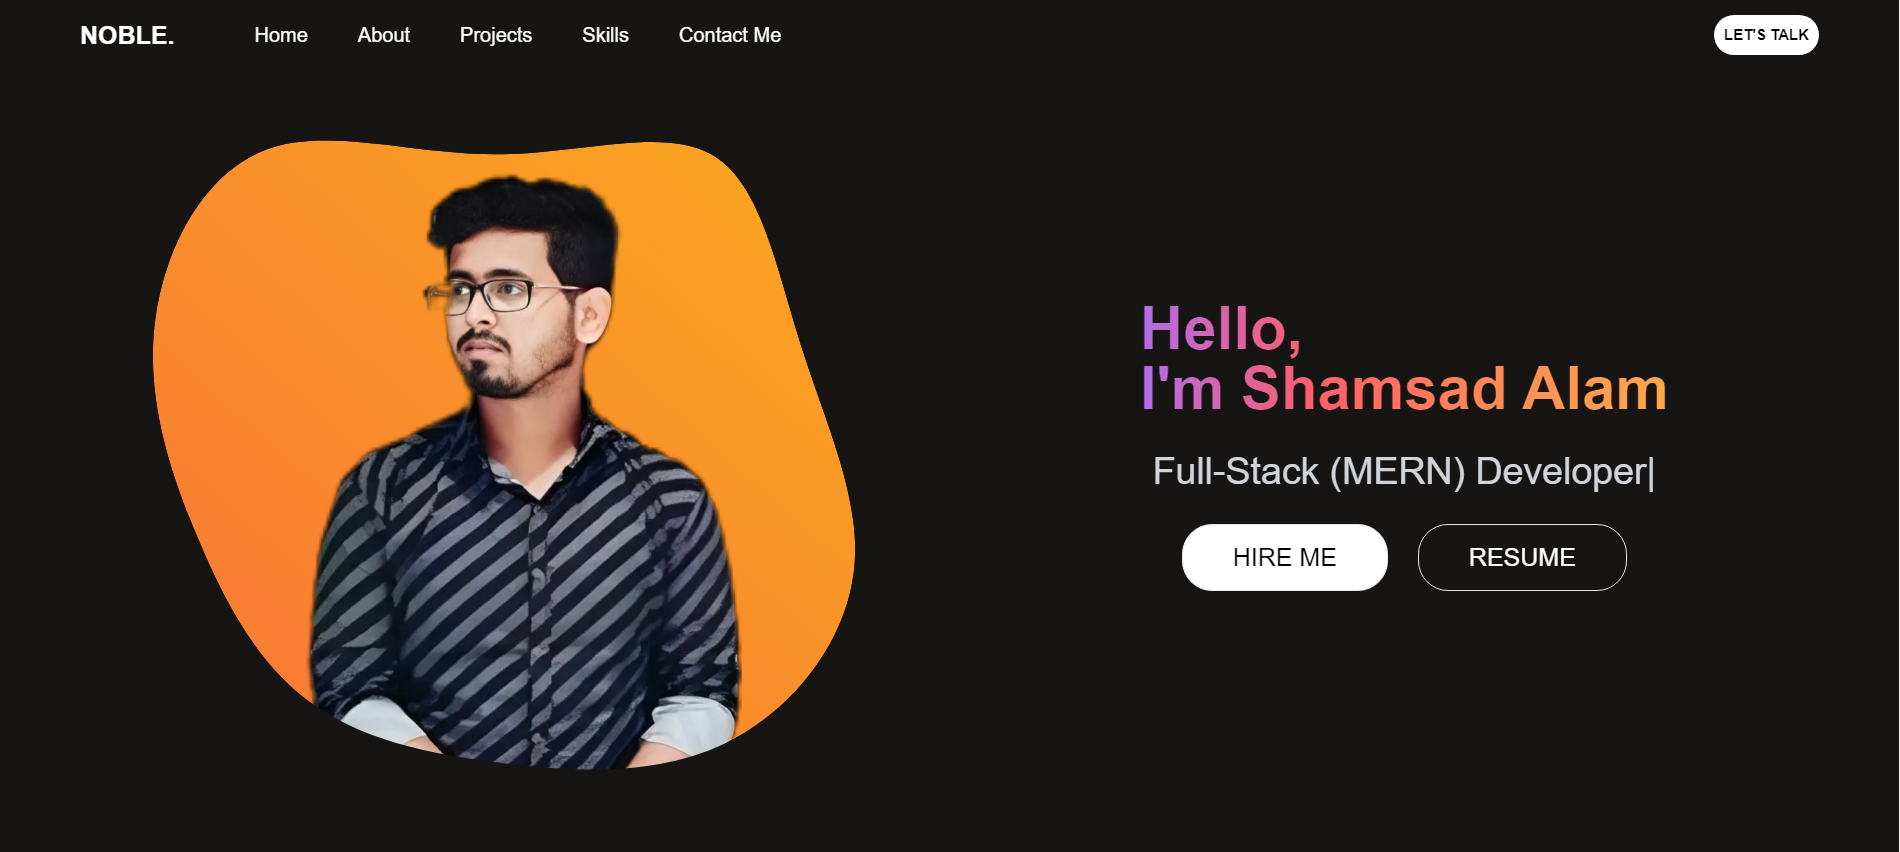 NOBLE. Home About Projects Skills Contact Me LET'S TALK
Hello,
I'm Shamsad Alam
Full-Stack (MERN) Developer|
HIRE ME RESUME